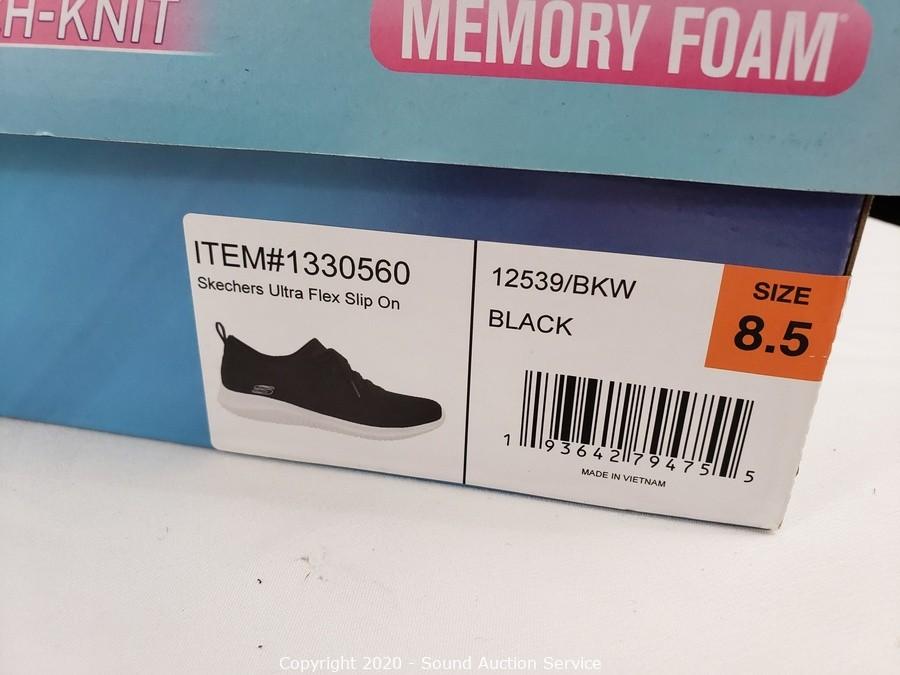 H-KNIT
MEMORY FOAM
ITEM#1330560
Skechers Ultra Flex Slip On
12539/BKW
BLACK
SIZE
8.5
1 93642 79475 5
MADE IN VIETNAM
Copyright 2020 - Sound Auction Service